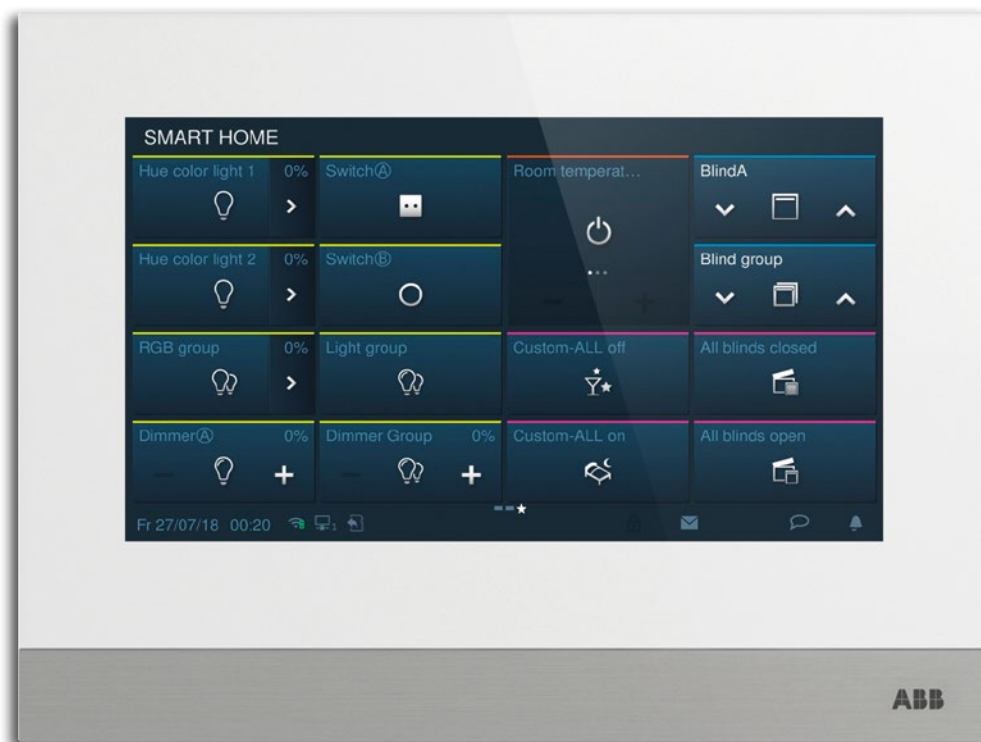 SMART HOME
Hue color light 1 0%
Switch Ⓐ
Room temperat...
BlindA
Hue color light 2 0%
Switch Ⓑ
Blind group
RGB group 0%
Light group
Custom-ALL off
All blinds closed
Dimmer Ⓐ 0%
Dimmer Group 0%
Custom-ALL on
All blinds open
Fr 27/07/18 00:20
1
ABB